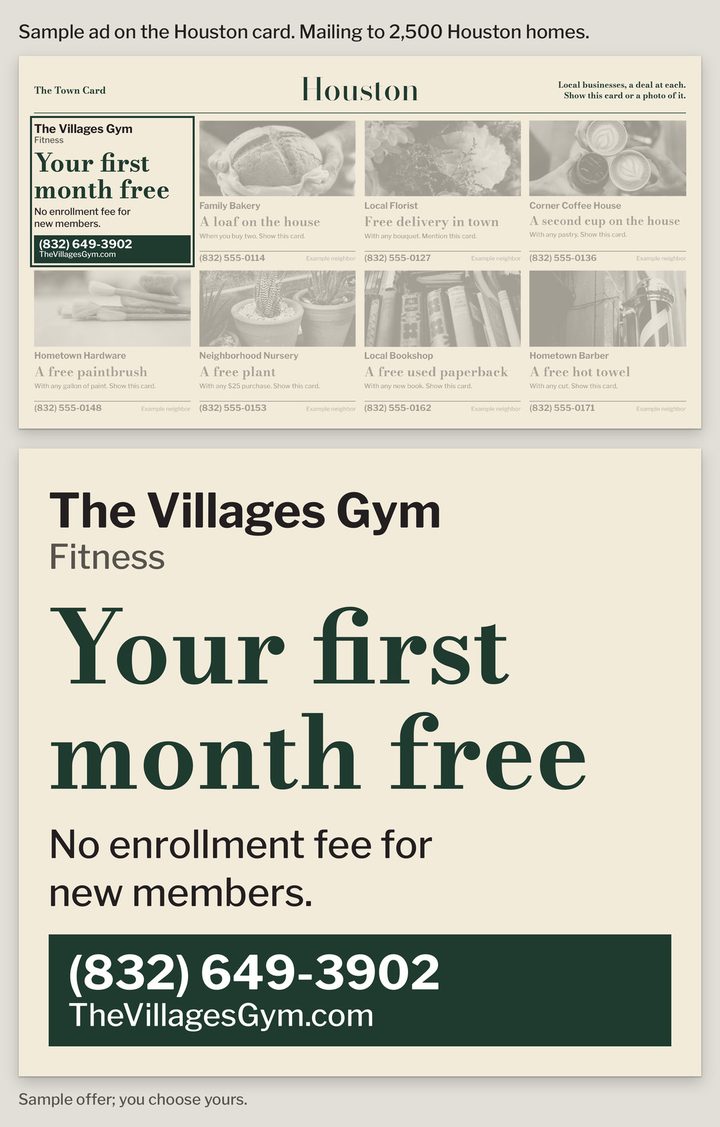 Sample ad on the Houston card. Mailing to 2,500 Houston homes.
The Town Card
Houston
Local businesses, a deal at each.
Show this card or a photo of it.
The Villages Gym
Fitness
Your first
month free
No enrollment fee for
new members.
(832) 649-3902
TheVillagesGym.com
Family Bakery
A loaf on the house
When you buy two. Show this card.
(832) 555-0114
Example neighbor
Local Florist
Free delivery in town
With any bouquet. Mention this card.
(832) 555-0127
Example neighbor
Corner Coffee House
A second cup on the house
With any pastry. Show this card.
(832) 555-0136
Example neighbor
Hometown Hardware
A free paintbrush
With any gallon of paint. Show this card.
(832) 555-0148
Example neighbor
Neighborhood Nursery
A free plant
With any $25 purchase. Show this card.
(832) 555-0153
Example neighbor
Local Bookshop
A free used paperback
With any new book. Show this card.
(832) 555-0162
Example neighbor
Hometown Barber
A free hot towel
With any cut. Show this card.
(832) 555-0171
Example neighbor
The Villages Gym
Fitness
Your first
month free
No enrollment fee for
new members.
(832) 649-3902
TheVillagesGym.com
Sample offer; you choose yours.